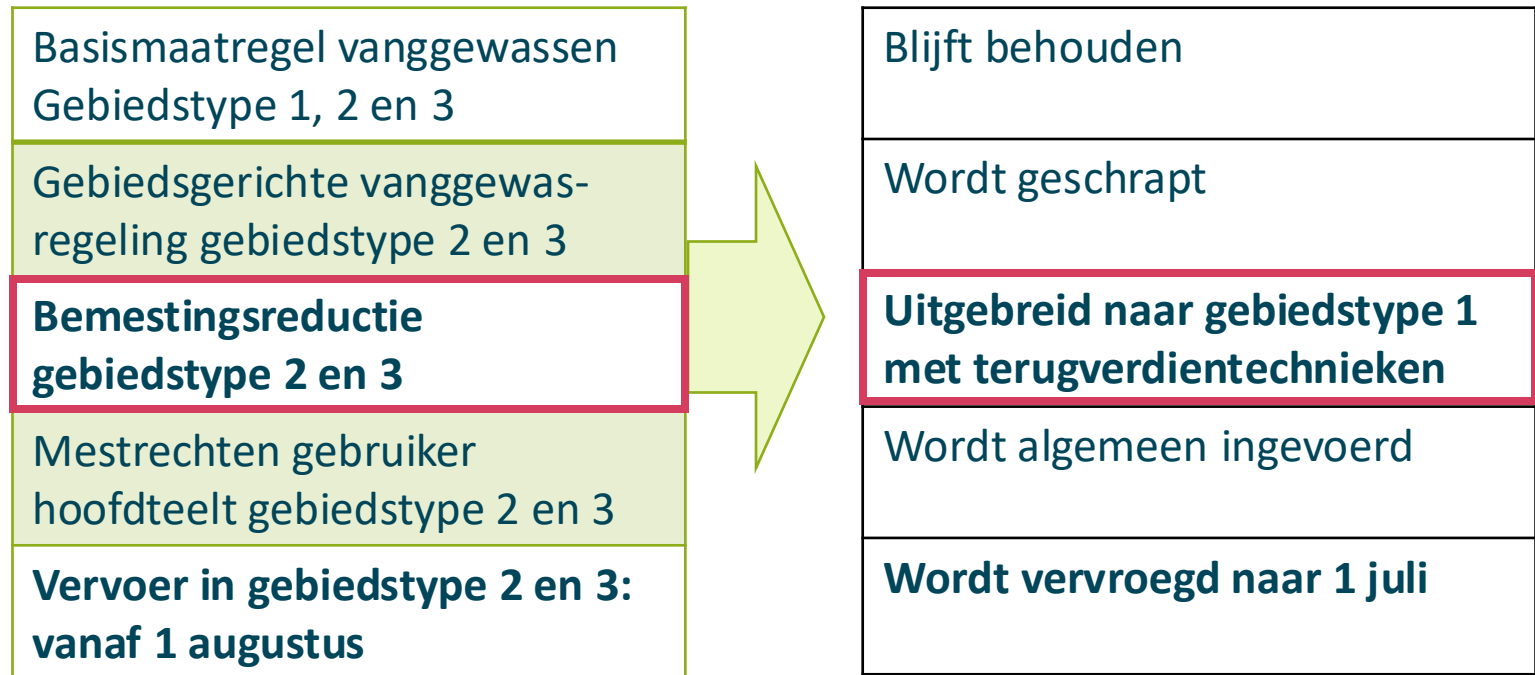 Basismaatregel vanggewassen
Gebiedstype 1, 2 en 3
Blijft behouden
Gebiedsgerichte vanggewas-
regeling gebiedstype 2 en 3
Wordt geschrapt
Bemestingsreductie
gebiedstype 2 en 3
Uitgebreid naar gebiedstype 1
met terugverdientechnieken
Mestrechten gebruiker
hoofdteelt gebiedstype 2 en 3
Wordt algemeen ingevoerd
Vervoer in gebiedstype 2 en 3:
vanaf 1 augustus
Wordt vervroegd naar 1 juli